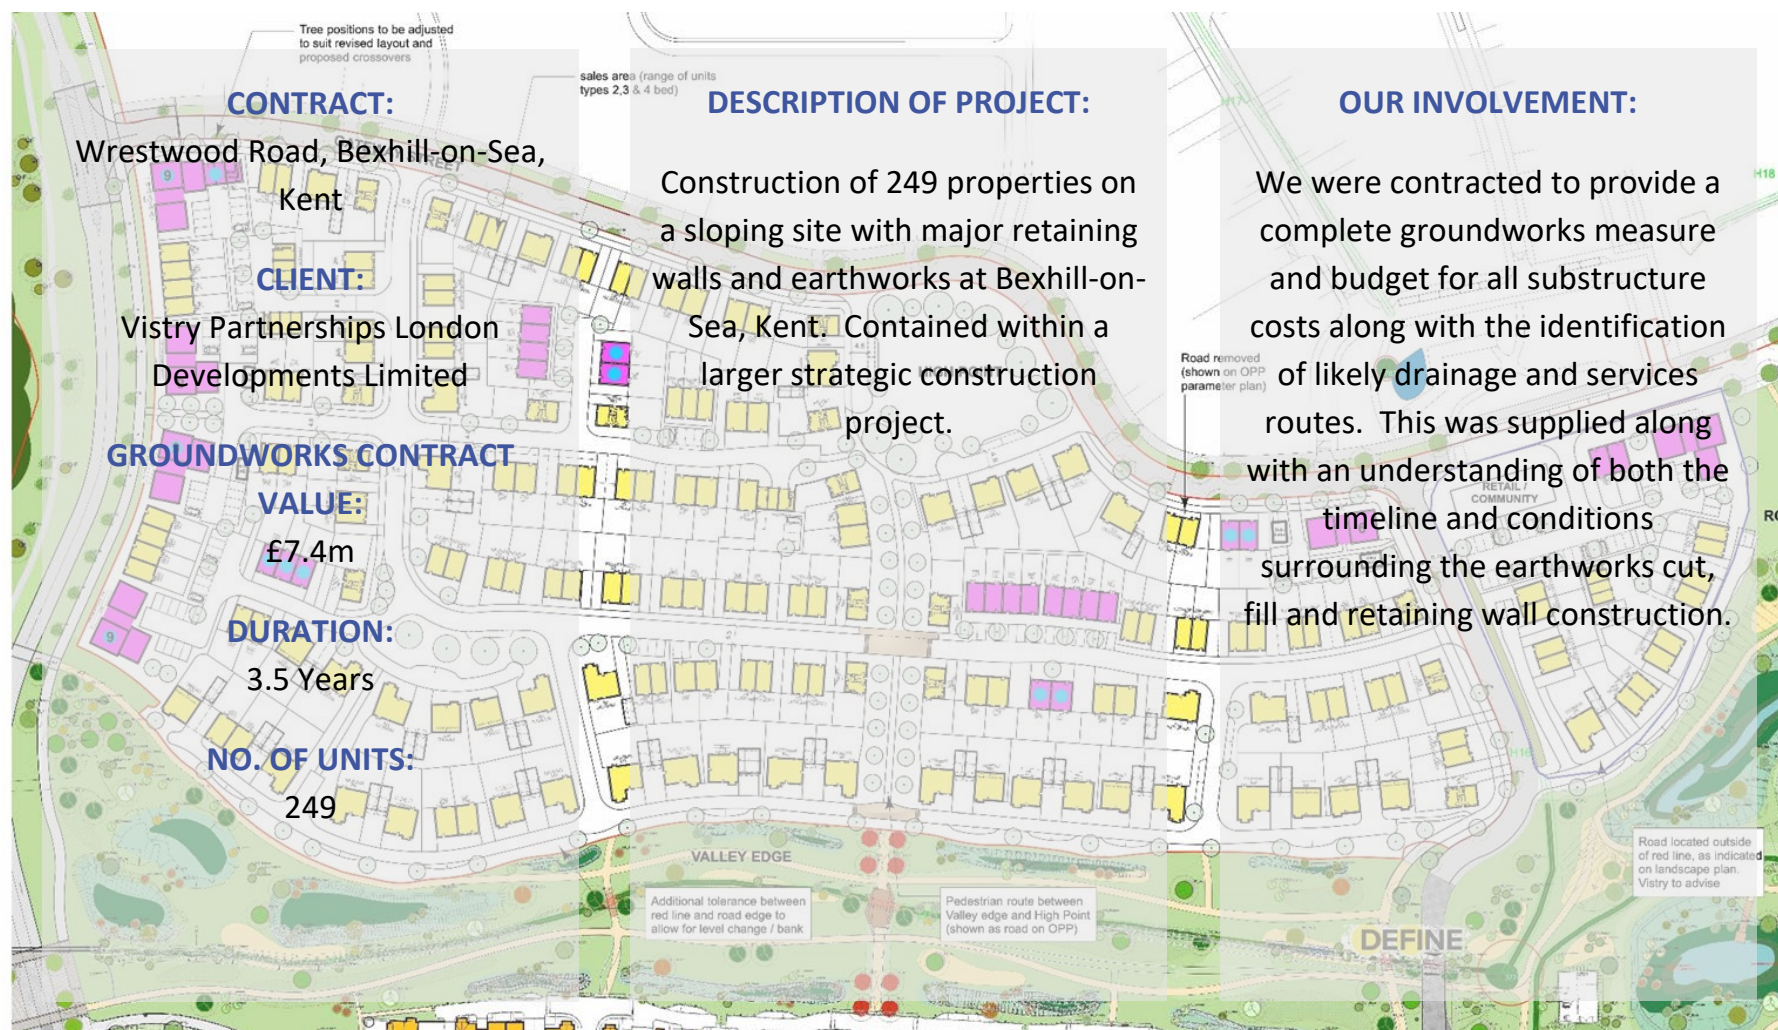 Tree positions to be adjusted
to suit revised layout and
proposed crossovers
sales area (range of units
types 2,3 & 4 bed)
CONTRACT:
Wrestwood Road, Bexhill-on-Sea,
Kent
CLIENT:
Vistry Partnerships London
Developments Limited
GROUNDWORKS CONTRACT
VALUE:
£7.4m
DURATION:
3.5 Years
NO. OF UNITS:
249
DESCRIPTION OF PROJECT:
Construction of 249 properties on
a sloping site with major retaining
walls and earthworks at Bexhill-on-
Sea, Kent.  Contained within a
larger strategic construction
project.
OUR INVOLVEMENT:
We were contracted to provide a
complete groundworks measure
and budget for all substructure
costs along with the identification
of likely drainage and services
routes.  This was supplied along
with an understanding of both the
timeline and conditions
surrounding the earthworks cut,
fill and retaining wall construction.
STREET
HIGH POINT
H17
H18
Road removed
(shown on OPP
parameter plan)
RETAIL /
COMMUNITY
9
9
H16
VALLEY EDGE
Additional tolerance between
red line and road edge to
allow for level change / bank
Pedestrian route between
Valley edge and High Point
(shown as road on OPP)
Road located outside
of red line, as indicated
on landscape plan.
Vistry to advise
DEFINE